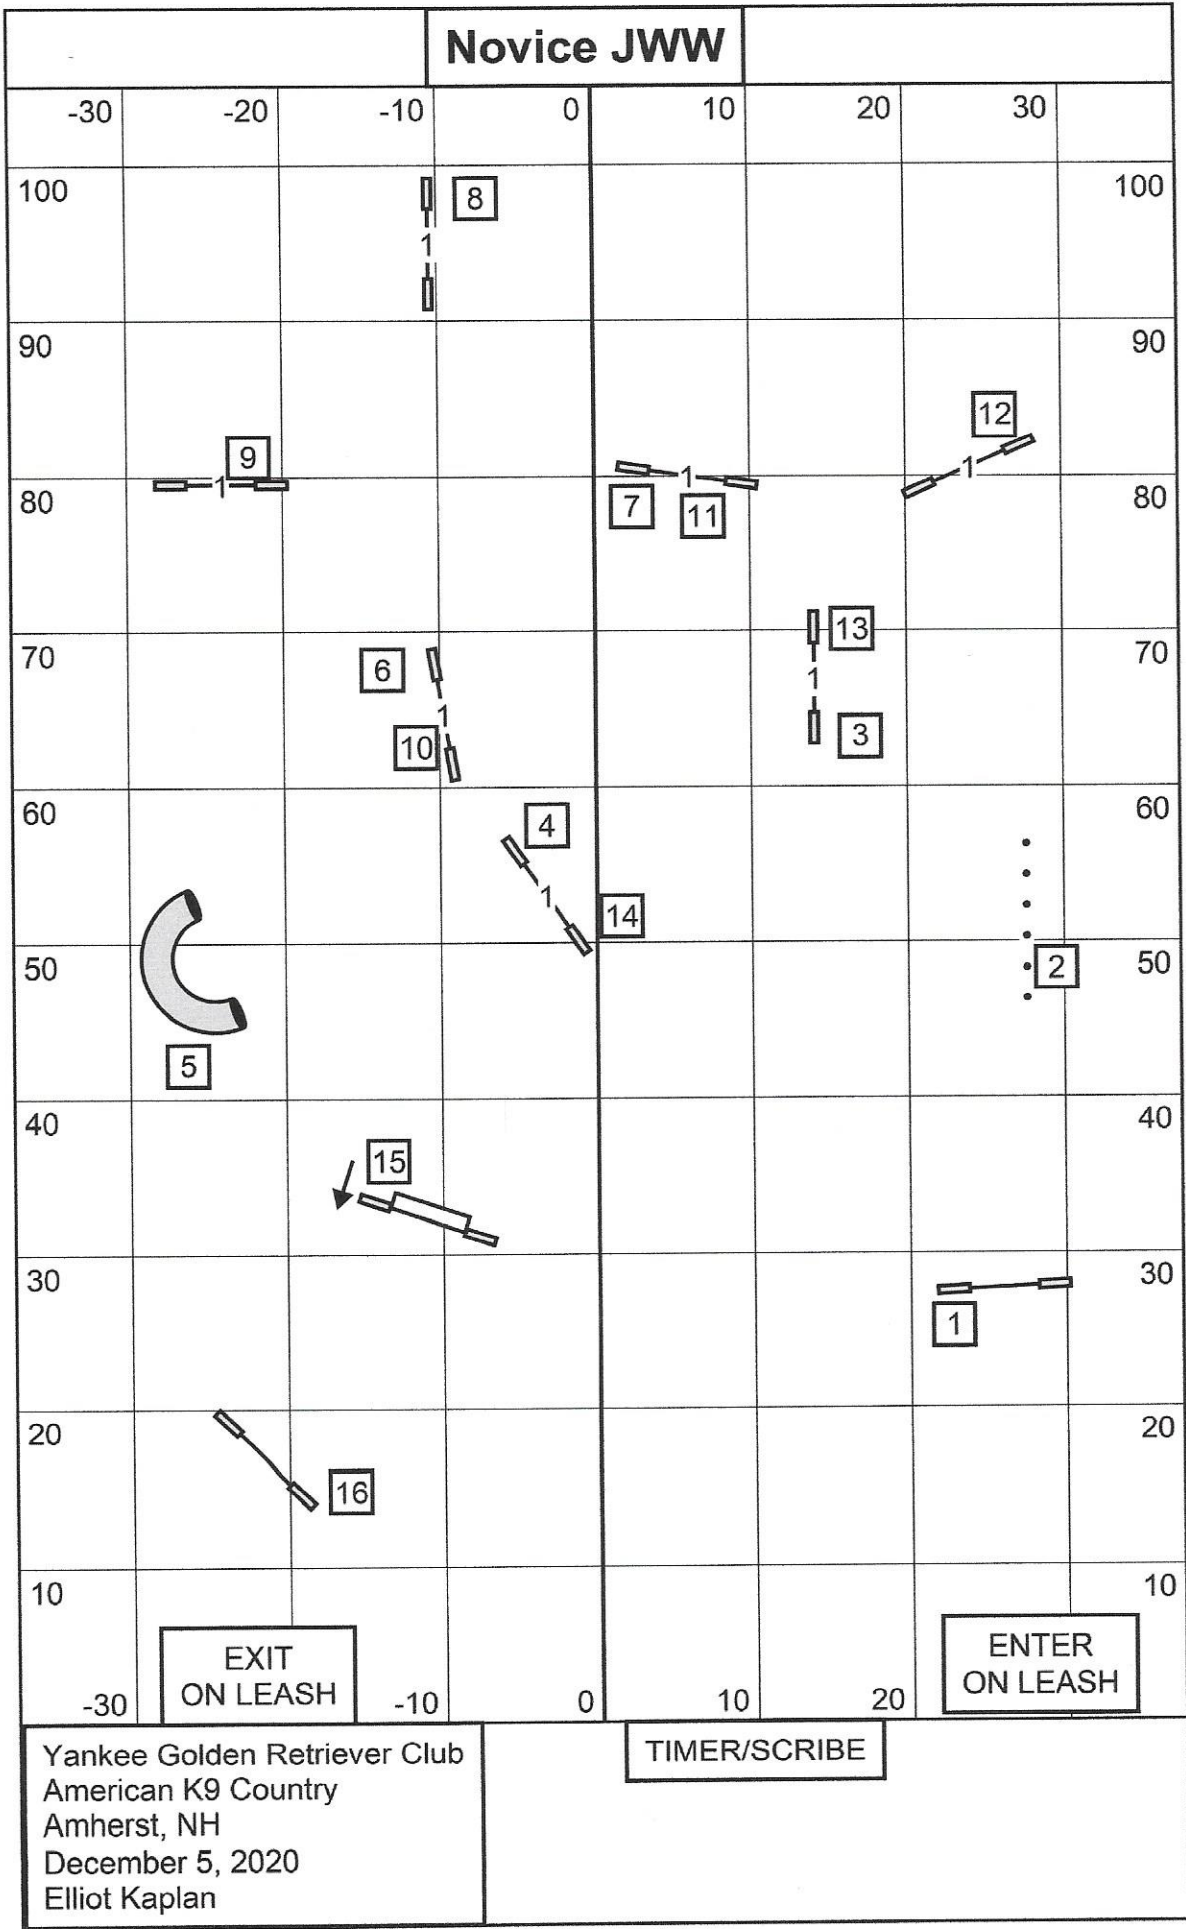 Novice JWW
-30 -20 -10 0 10 20 30
100 8 100
1
90 90
12
9 1
1 1
80 7 11 80
13
70 6 70
1
1 3
10
60 4 60
1
14
50 2 50
5
40 40
15
30 30
1
20 20
16
10 10
EXIT ENTER
ON LEASH ON LEASH
-30 -10 0 10 20
Yankee Golden Retriever Club TIMER/SCRIBE
American K9 Country
Amherst, NH
December 5, 2020
Elliot Kaplan